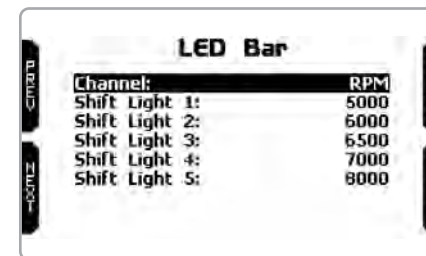 LED Bar
PREV
NEXT
Channel: RPM
Shift Light 1: 5000
Shift Light 2: 6000
Shift Light 3: 6500
Shift Light 4: 7000
Shift Light 5: 8000